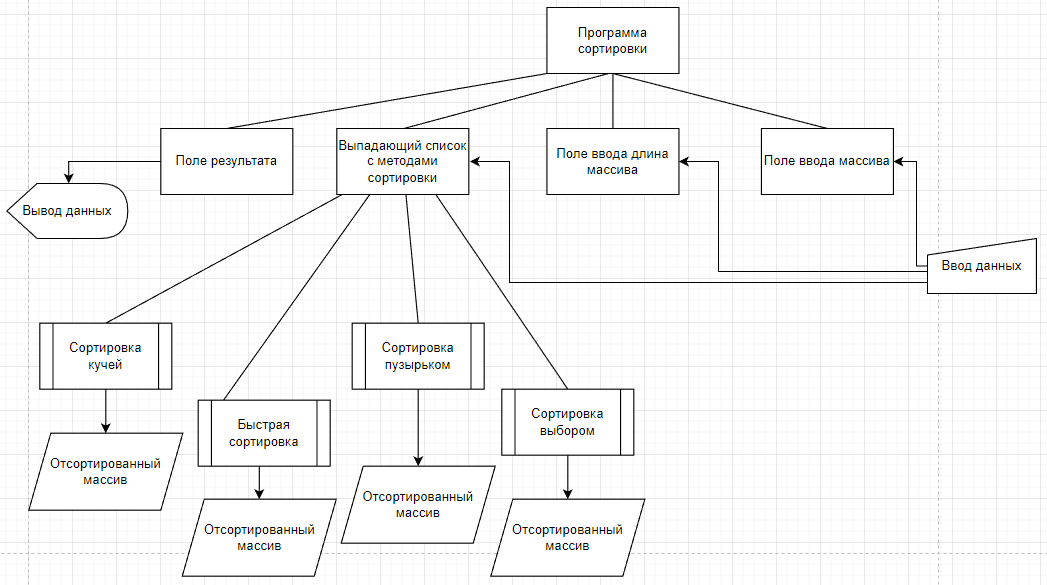 Программа
сортировки
Поле результата
Выпадающий список
с методами
сортировки
Поле ввода длина
массива
Поле ввода массива
Вывод данных
Ввод данных
Сортировка
кучей
Быстрая
сортировка
Сортировка
пузырьком
Сортировка
выбором
Отсортированный
массив
Отсортированный
массив
Отсортированный
массив
Отсортированный
массив